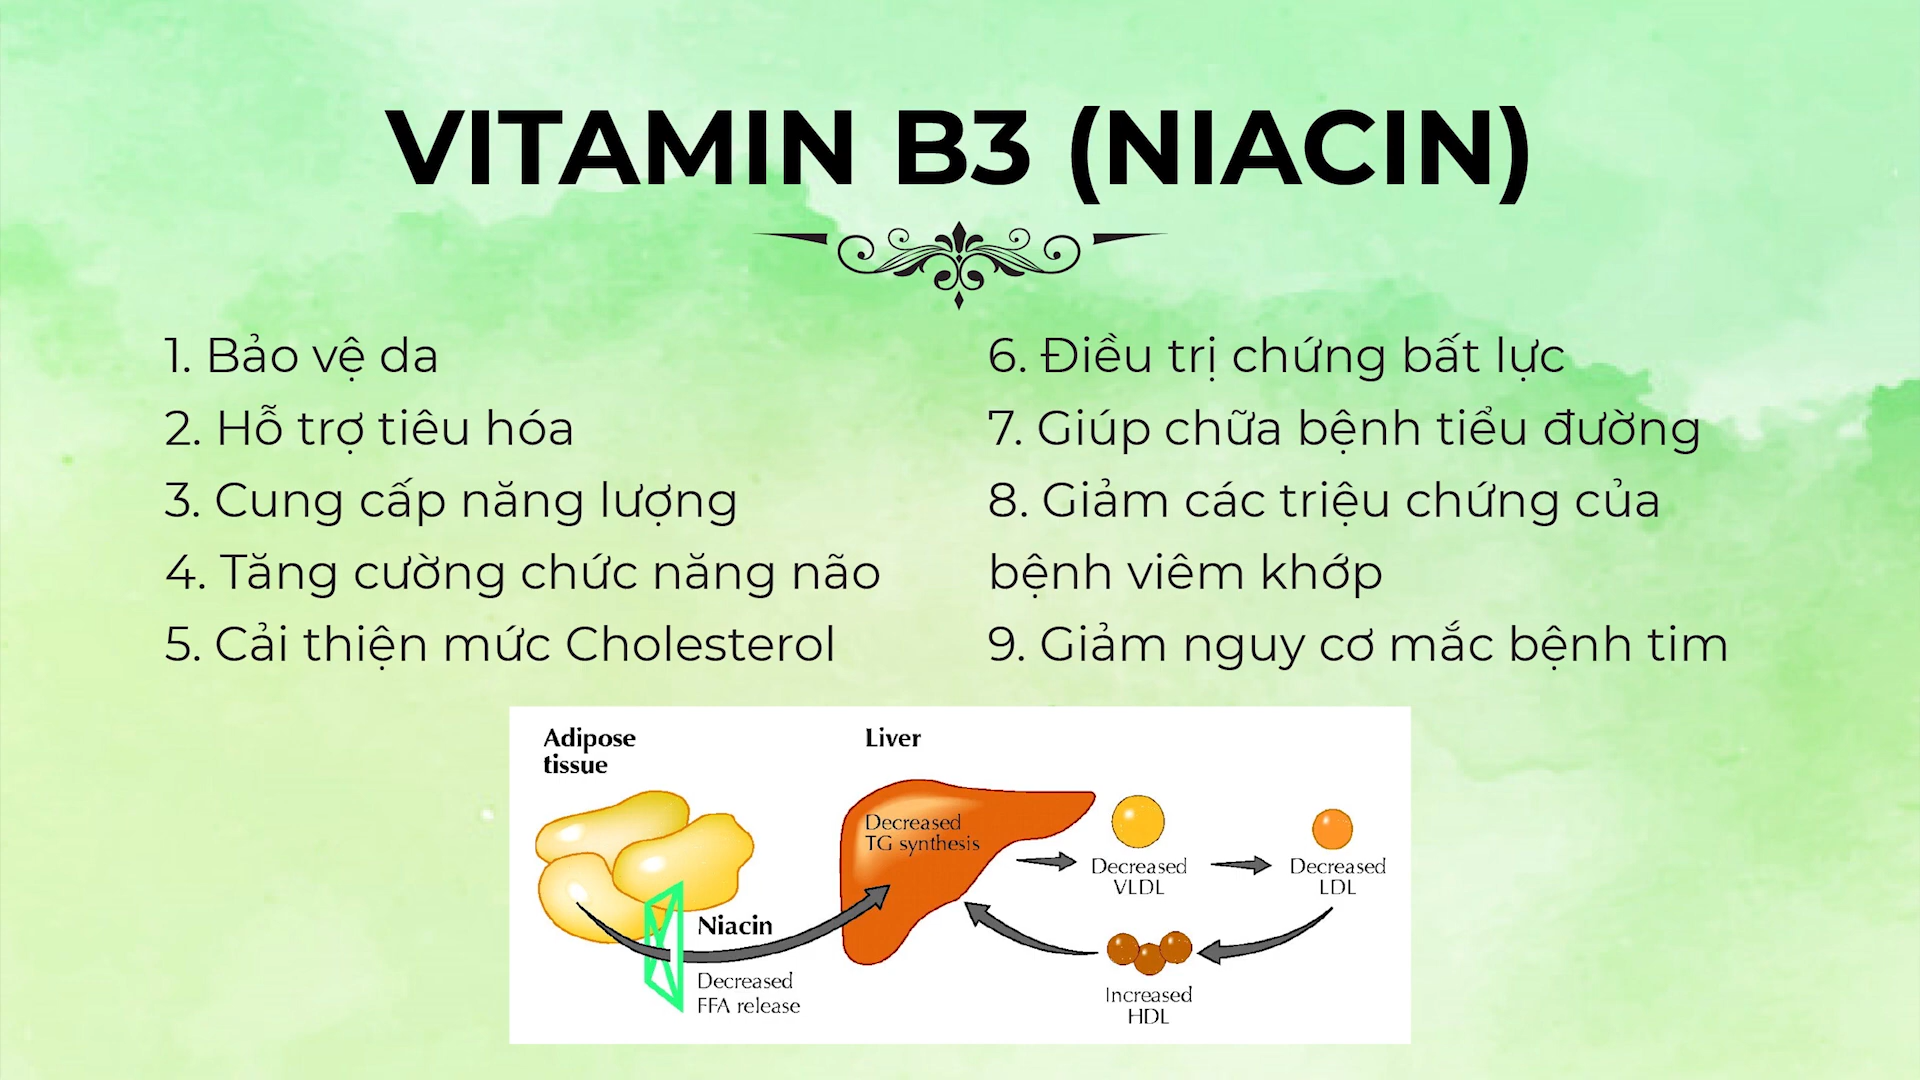 VITAMIN B3 (NIACIN)
1. Bảo vệ da
2. Hỗ trợ tiêu hóa
3. Cung cấp năng lượng
4. Tăng cường chức năng não
5. Cải thiện mức Cholesterol
6. Điều trị chứng bất lực
7. Giúp chữa bệnh tiểu đường
8. Giảm các triệu chứng của
bệnh viêm khớp
9. Giảm nguy cơ mắc bệnh tim
Adipose
tissue
Liver
Decreased
TG synthesis
Decreased
VLDL
Decreased
LDL
Niacin
Decreased
FFA release
Increased
HDL